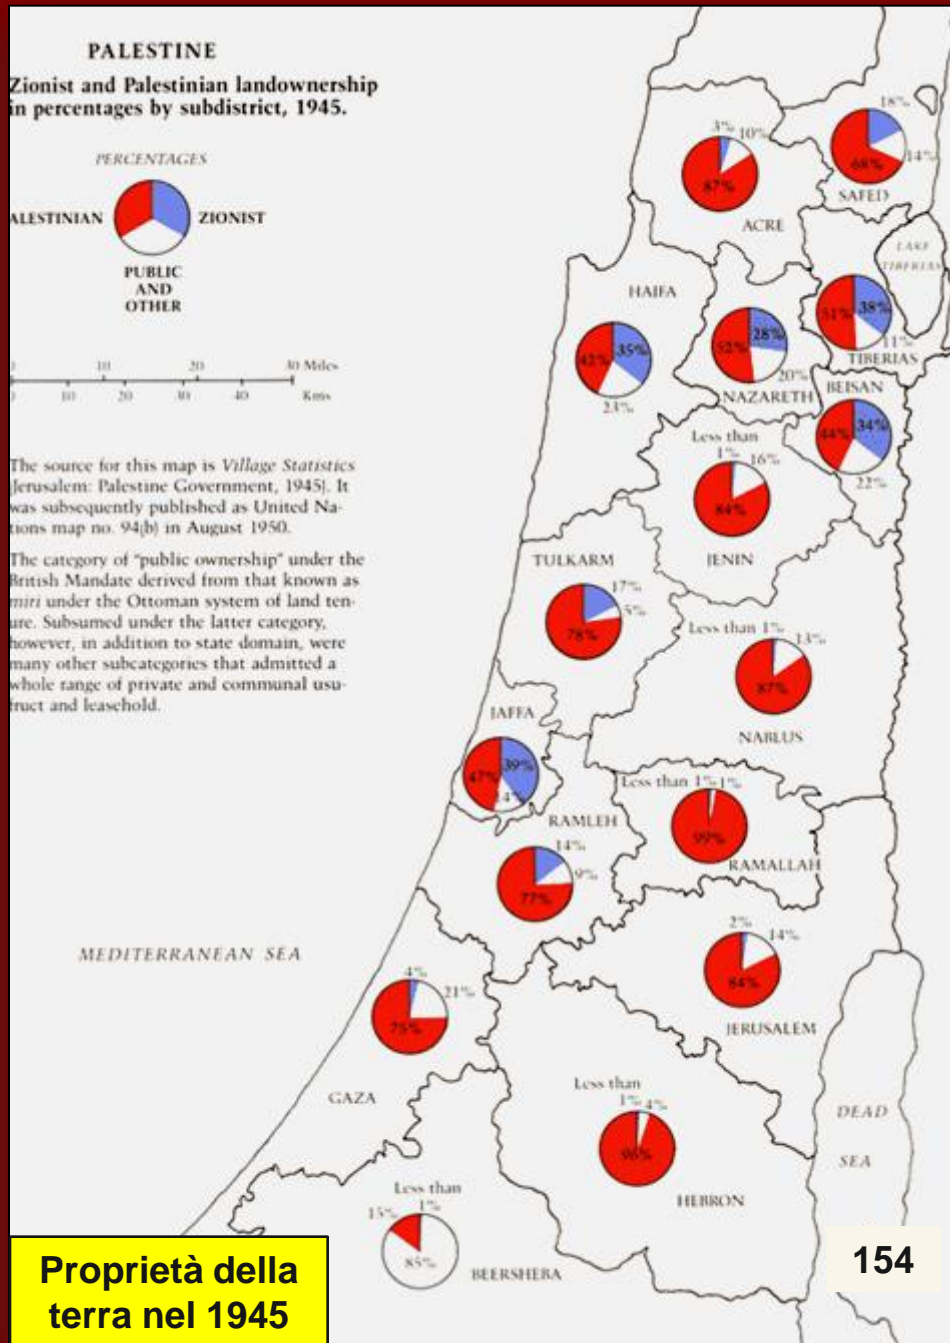 PALESTINE
Zionist and Palestinian landownership
in percentages by subdistrict, 1945.
PERCENTAGES
ALESTINIAN
ZIONIST
PUBLIC
AND
OTHER
10 20 30 Miles
10 20 30 40 Kms
The source for this map is Village Statistics
(Jerusalem: Palestine Government, 1945). It
was subsequently published as United Na-
tions map no. 94(b) in August 1950.
The category of "public ownership" under the
British Mandate derived from that known as
miri under the Ottoman system of land ten-
ure. Subsumed under the latter category,
however, in addition to state domain, were
many other subcategories that admitted a
whole range of private and communal usu-
fruct and leasehold.
3% 10%
87%
ACRE
18%
14%
68%
SAFED
LAKE
TIBERIAS
HAIFA
42% 35%
23%
52% 28%
20%
NAZARETH
51% 38%
11%
TIBERIAS
BEISAN
44% 34%
22%
Less than
1% 16%
84%
JENIN
TULKARM
17%
5%
78%
Less than 1%
13%
87%
NABLUS
JAFFA
47% 39%
14%
Less than 1% 1%
99%
RAMALLAH
RAMLEH
14%
9%
77%
MEDITERRANEAN SEA
2%
14%
84%
JERUSALEM
4%
21%
75%
GAZA
Less than
1% 4%
96%
HEBRON
DEAD
SEA
Less than
15% 1%
85%
BEERSHEBA
Proprietà della
terra nel 1945
154